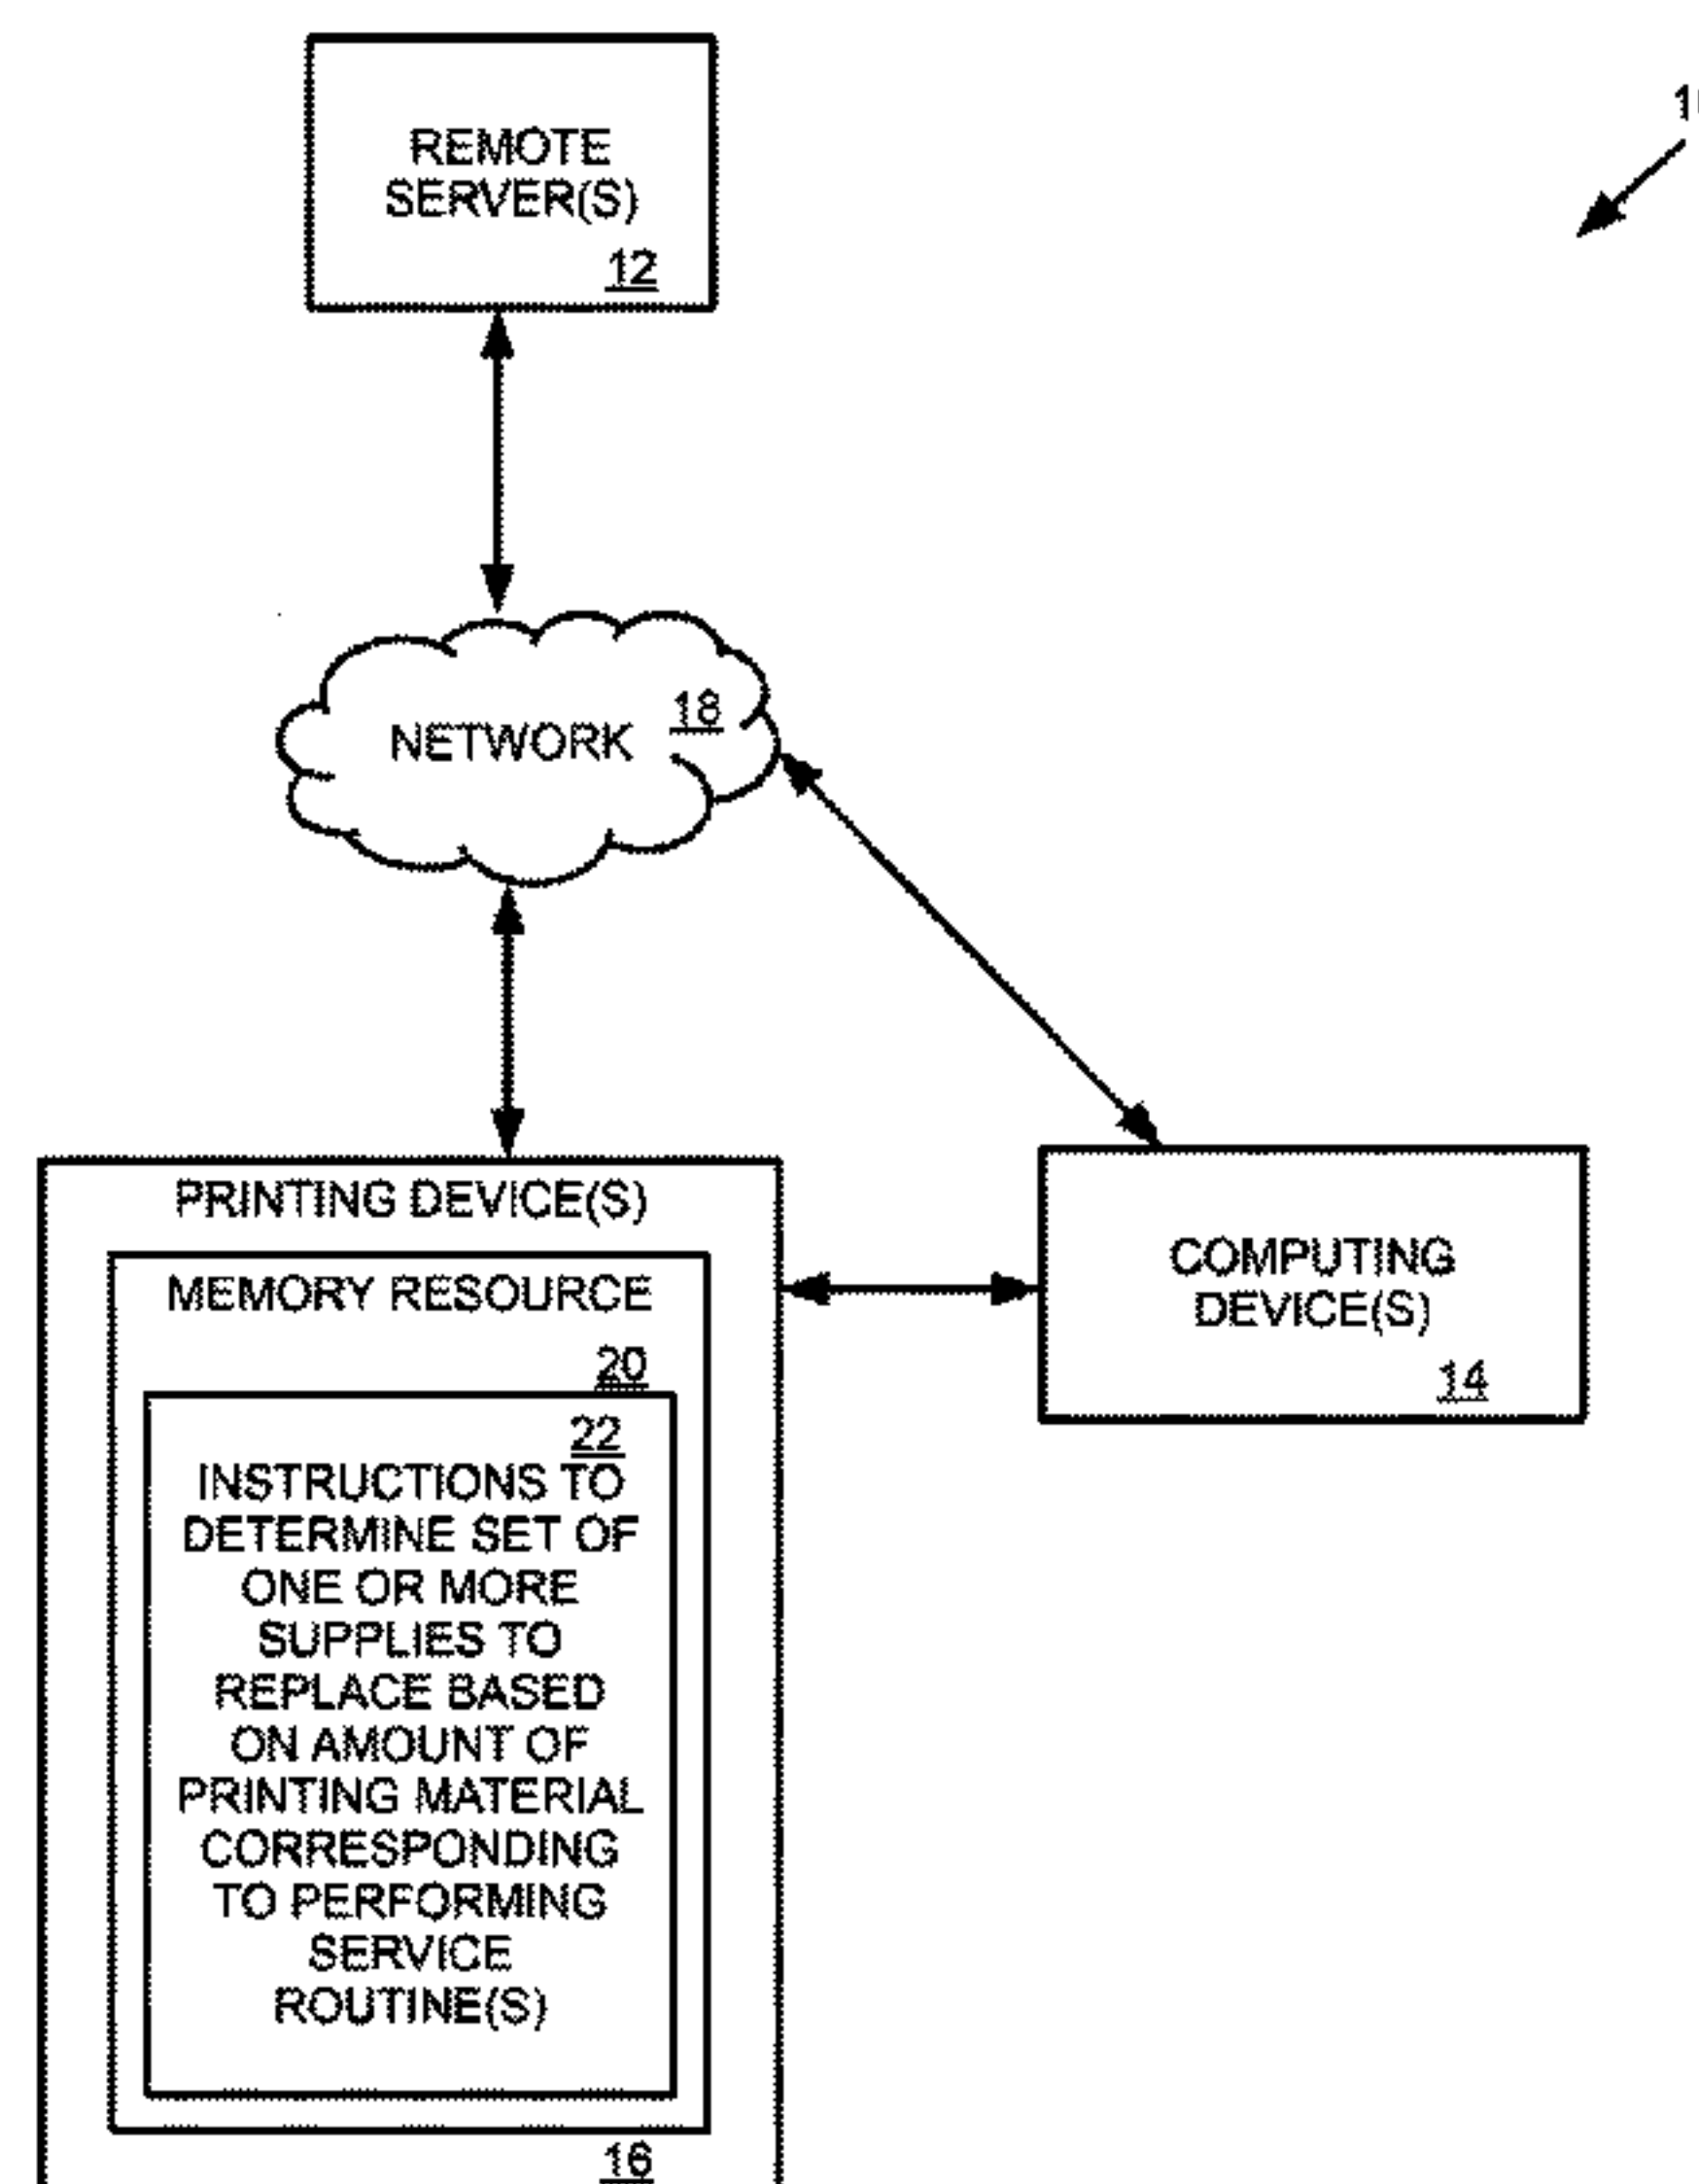 REMOTE
SERVER(S)
12
NETWORK 18
PRINTING DEVICE(S)
MEMORY RESOURCE
20
22
INSTRUCTIONS TO
DETERMINE SET OF
ONE OR MORE
SUPPLIES TO
REPLACE BASED
ON AMOUNT OF
PRINTING MATERIAL
CORRESPONDING
TO PERFORMING
SERVICE
ROUTINE(S)
16
COMPUTING
DEVICE(S)
14